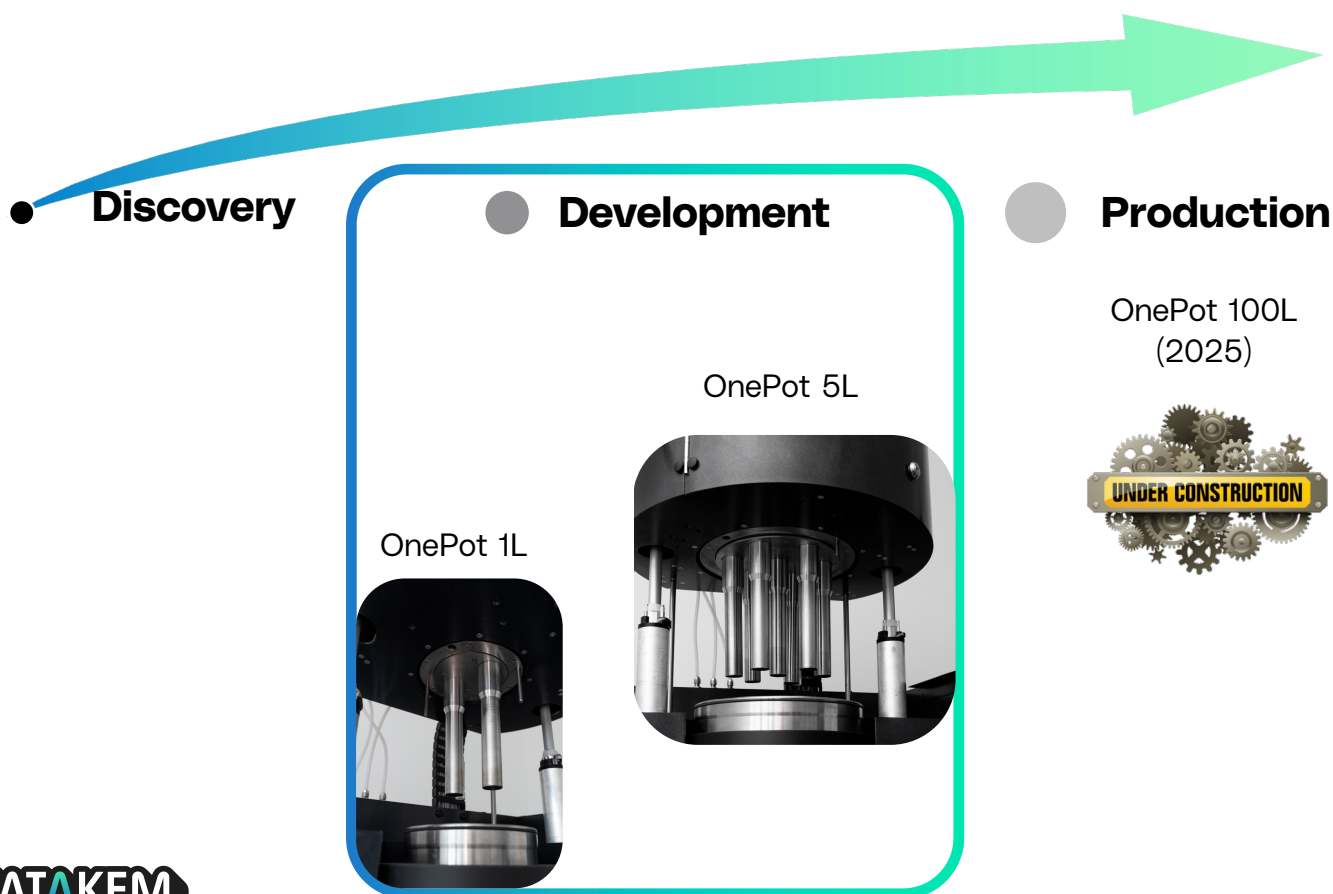 Discovery
Development
Production
OnePot 100L
(2025)
OnePot 5L
UNDER CONSTRUCTION
OnePot 1L
ATAKEM